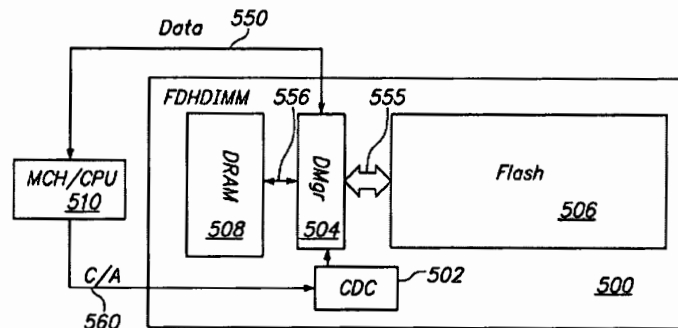 Data
550
FDHDIMM
556
555
DRAM
508
DMgr
504
Flash
506
MCH/CPU
510
C/A
560
CDC
502
500